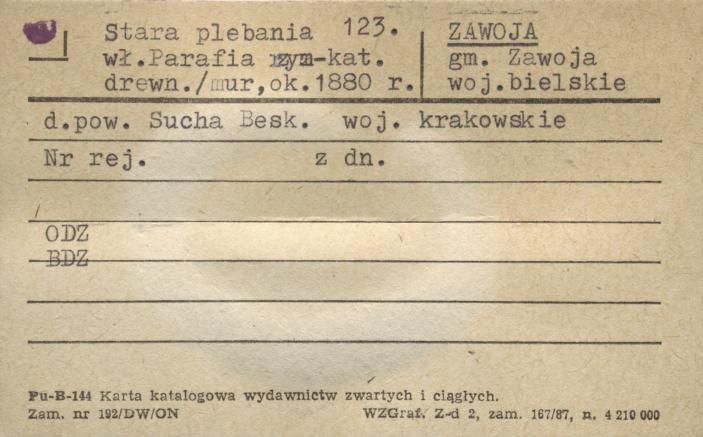 Stara plebania 123. ZAWOJA
wł.Parafia rzym-kat. gm. Zawoja
drewn./mur,ok.1880 r. woj.bielskie
d.pow. Sucha Besk. woj. krakowskie
Nr rej. z dn.
ODZ
BDZ
Pu-B-144 Karta katalogowa wydawnictw zwartych i ciągłych.
Zam. nr 192/DW/ON WZGraf. Z-d 2, zam. 167/87, n. 4 210 000